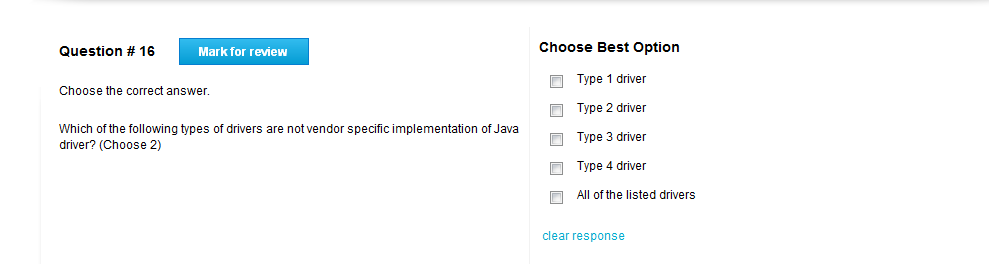 Question # 16
Mark for review
Choose the correct answer.
Which of the following types of drivers are not vendor specific implementation of Java
driver? (Choose 2)
Choose Best Option
Type 1 driver
Type 2 driver
Type 3 driver
Type 4 driver
All of the listed drivers
clear response